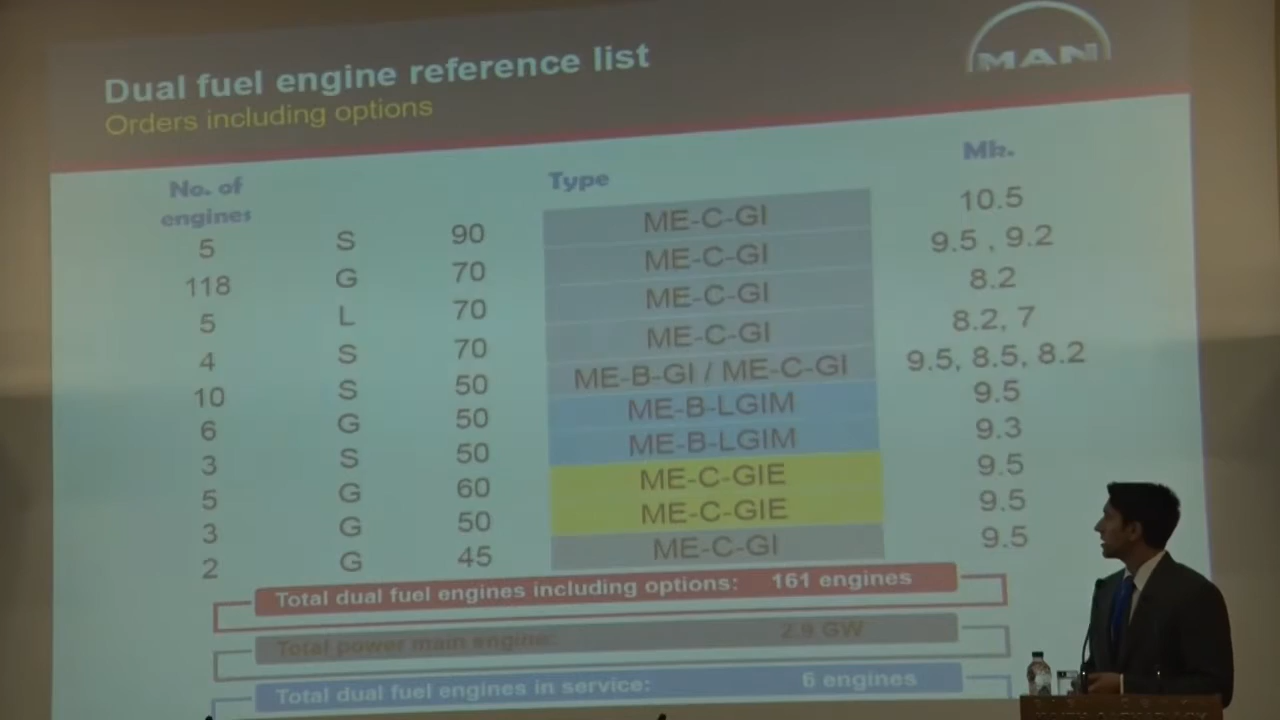 Dual fuel engine reference list
MAN
Orders including options
No. of engines Type Mk.
5 S 90 ME-C-GI 10.5
118 G 70 ME-C-GI 9.5 , 9.2
5 L 70 ME-C-GI 8.2
4 S 70 ME-C-GI 8.2, 7
10 S 50 ME-B-GI / ME-C-GI 9.5, 8.5, 8.2
6 G 50 ME-B-LGIM 9.5
3 S 50 ME-B-LGIM 9.3
5 G 60 ME-C-GIE 9.5
3 G 50 ME-C-GIE 9.5
2 G 45 ME-C-GI 9.5
Total dual fuel engines including options: 161 engines
Total power main engine: 2.9 GW
Total dual fuel engines in service: 6 engines